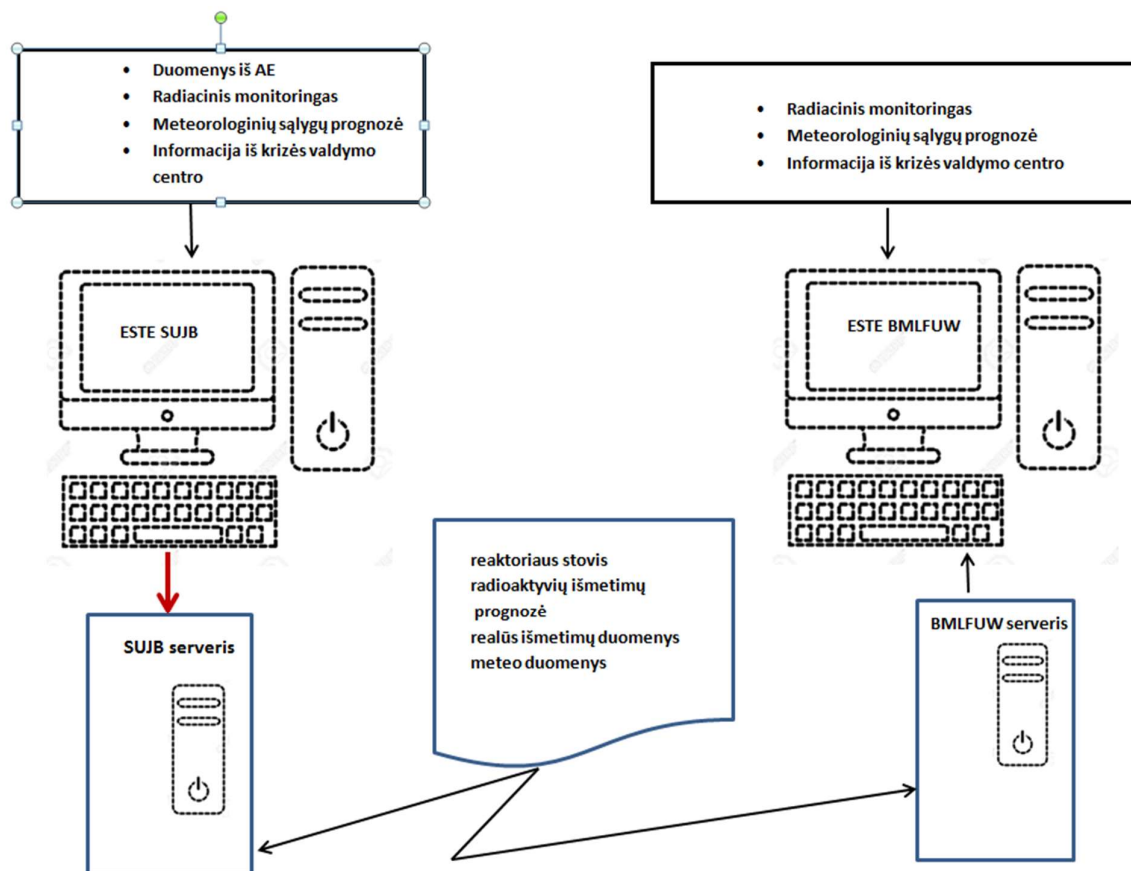 • Duomenys iš AE
• Radiacinis monitoringas
• Meteorologinių sąlygų prognozė
• Informacija iš krizės valdymo
centro
• Radiacinis monitoringas
• Meteorologinių sąlygų prognozė
• Informacija iš krizės valdymo centro
ESTE SUJB
ESTE BMLFUW
reaktoriaus stovis
radioaktyvių išmetimų
prognozė
realūs išmetimų duomenys
meteo duomenys
SUJB serveris
BMLFUW serveris